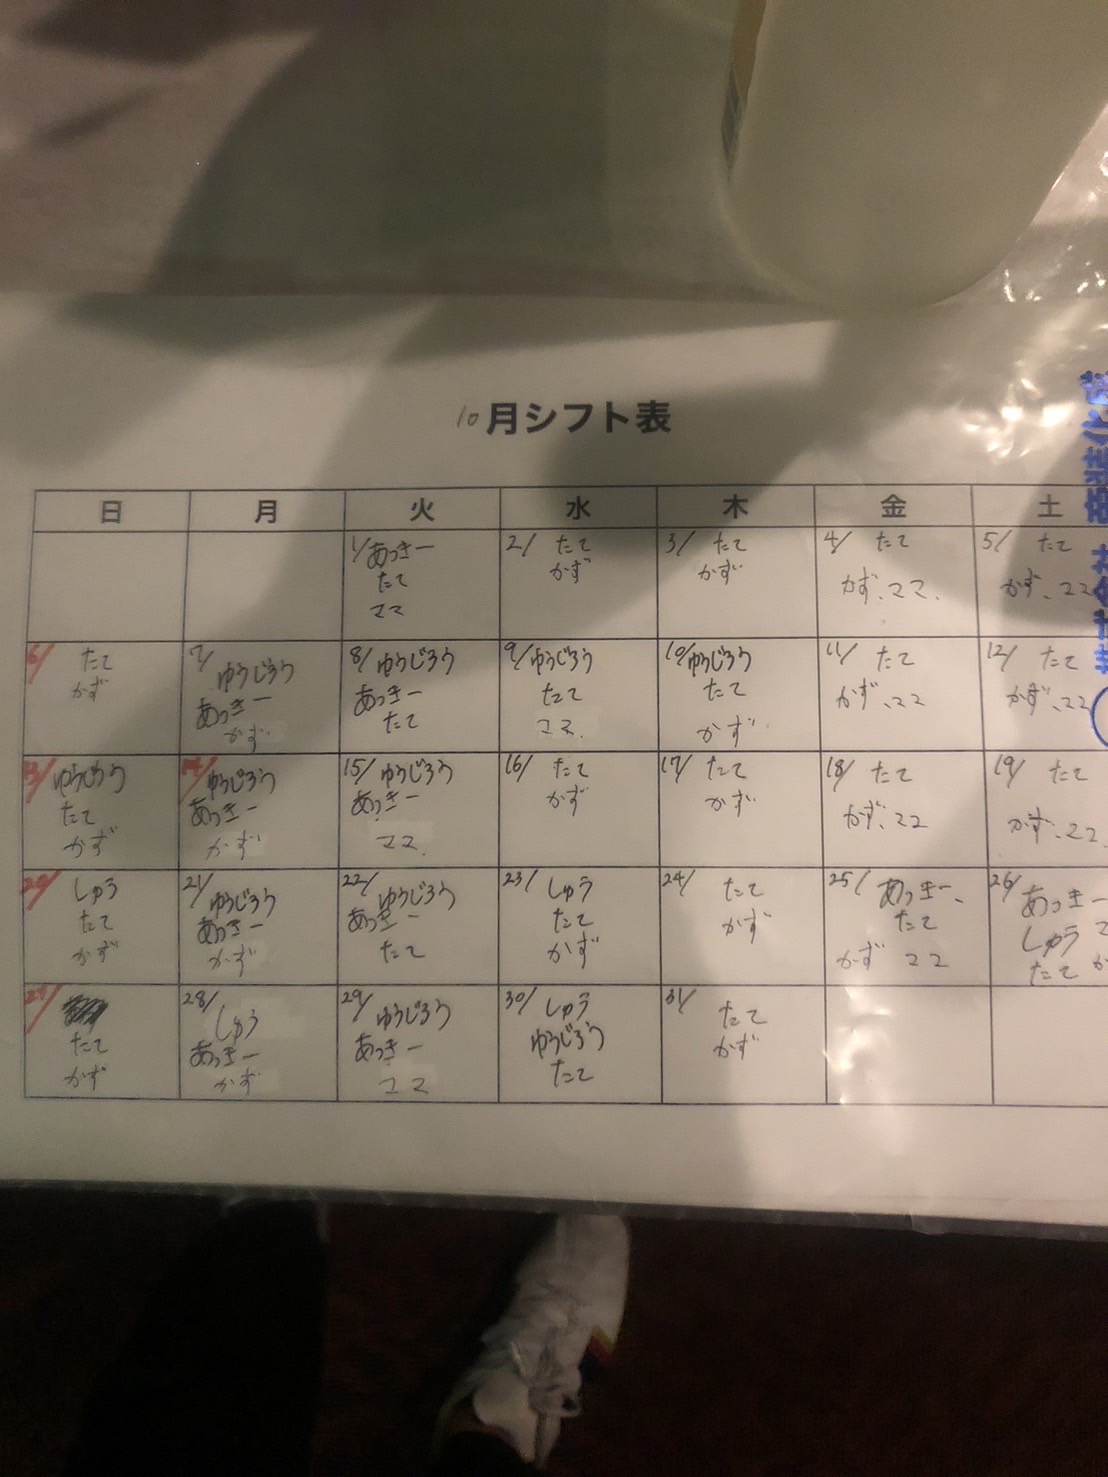 10月シフト表
日 月 火 水 木 金 土
1/ あっきー
たて
ママ
2/ たて
かず
3/ たて
かず
4/ たて
かず、ママ.
5/ たて
かず、ママ
6/ たて
かず
7/ ゆうじろう
あっきー
かず
8/ ゆうじろう
あっきー
たて
9/ ゆうじろう
たて
ママ.
10/ ゆうじろう
たて
かず
11/ たて
かず、ママ
12/ たて
かず、ママ
13/ ゆうじろう
たて
かず
14/ ゆうじろう
あっきー
かず
15/ ゆうじろう
あっきー
ママ.
16/ たて
かず
17/ たて
かず
18/ たて
かず、ママ
19/ たて
かず、ママ.
20/ しゅう
たて
かず
21/ ゆうじろう
あっきー
かず
22/ ゆうじろう
あっきー
たて
23/ しゅう
たて
かず
24/ たて
かず
25/ あっきー、
たて
かず ママ
26/ あっきー
しゅう マ
たて か
27/
たて
かず
28/ しゅう
あっきー
かず
29/ ゆうじろう
あっきー
ママ
30/ しゅう
ゆうじろう
たて
31/ たて
かず
株式会社